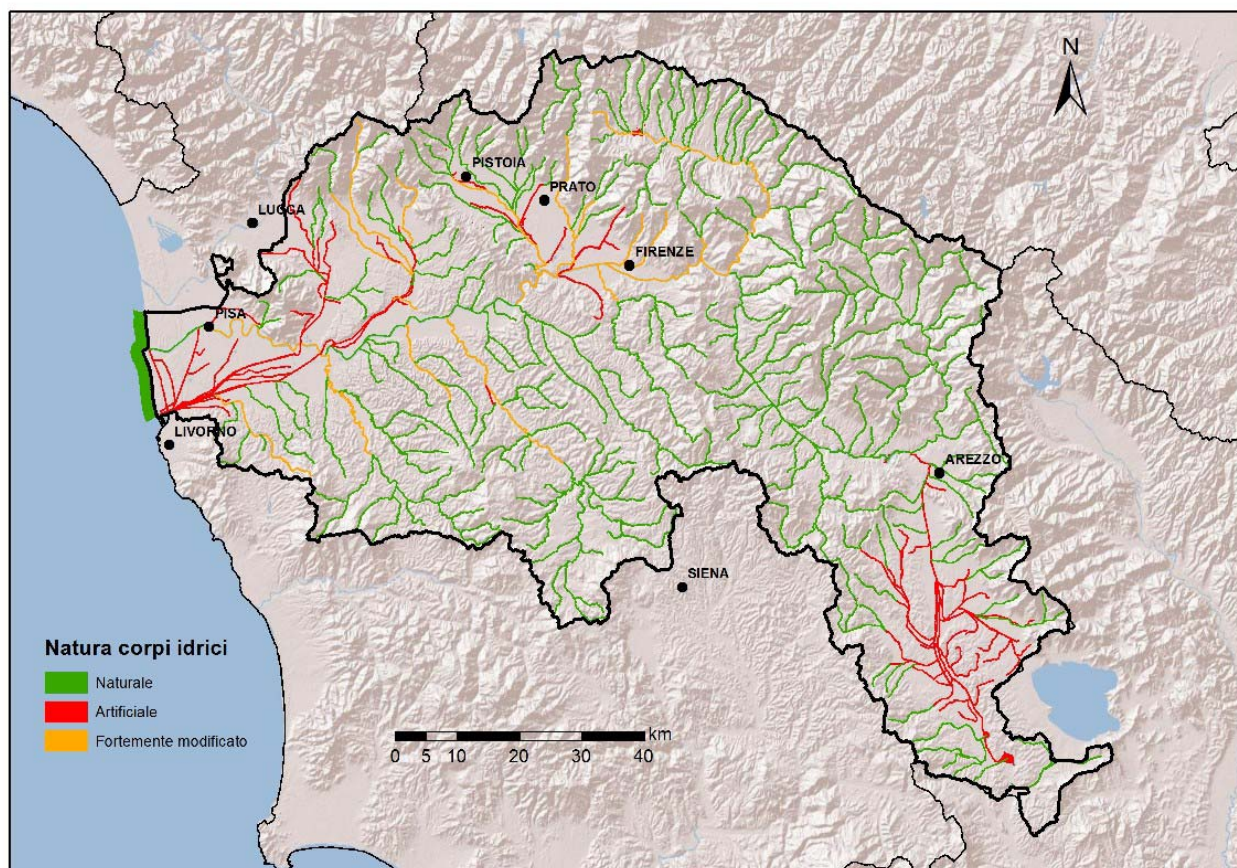 N
PISTOIA
PRATO
LUCCA
FIRENZE
PISA
LIVORNO
AREZZO
SIENA
Natura corpi idrici
Naturale
Artificiale
Fortemente modificato
km
0 5 10 20 30 40